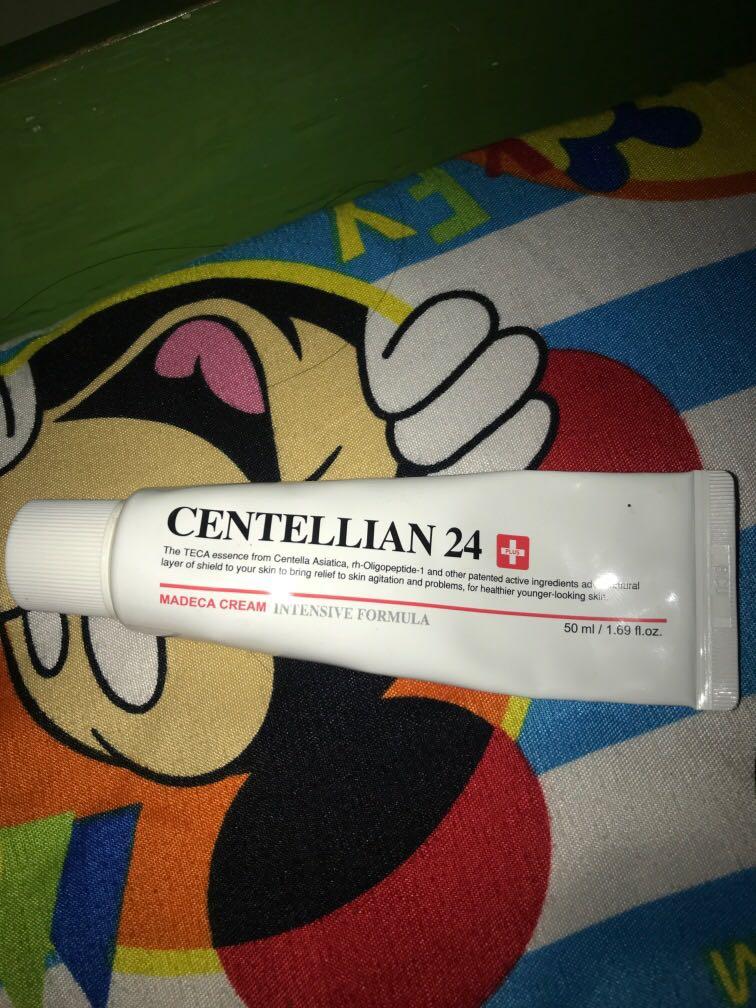 EY
CENTELLIAN 24
PLUS
The TECA essence from Centella Asiatica, rh-Oligopeptide-1 and other patented active ingredients
layer of shield to your skin to bring relief to skin agitation and problems, for healthier younger-looking skin.
MADECA CREAM INTENSIVE FORMULA
50 ml / 1.69 fl.oz.
M